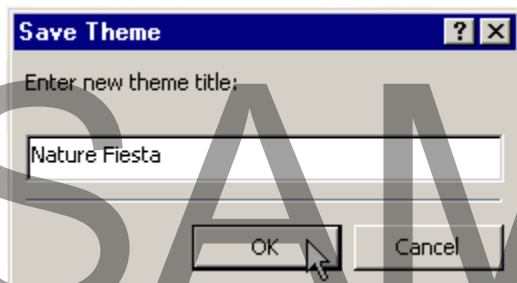 Save Theme
Enter new theme title:
Nature Fiesta
OK
Cancel
SAM